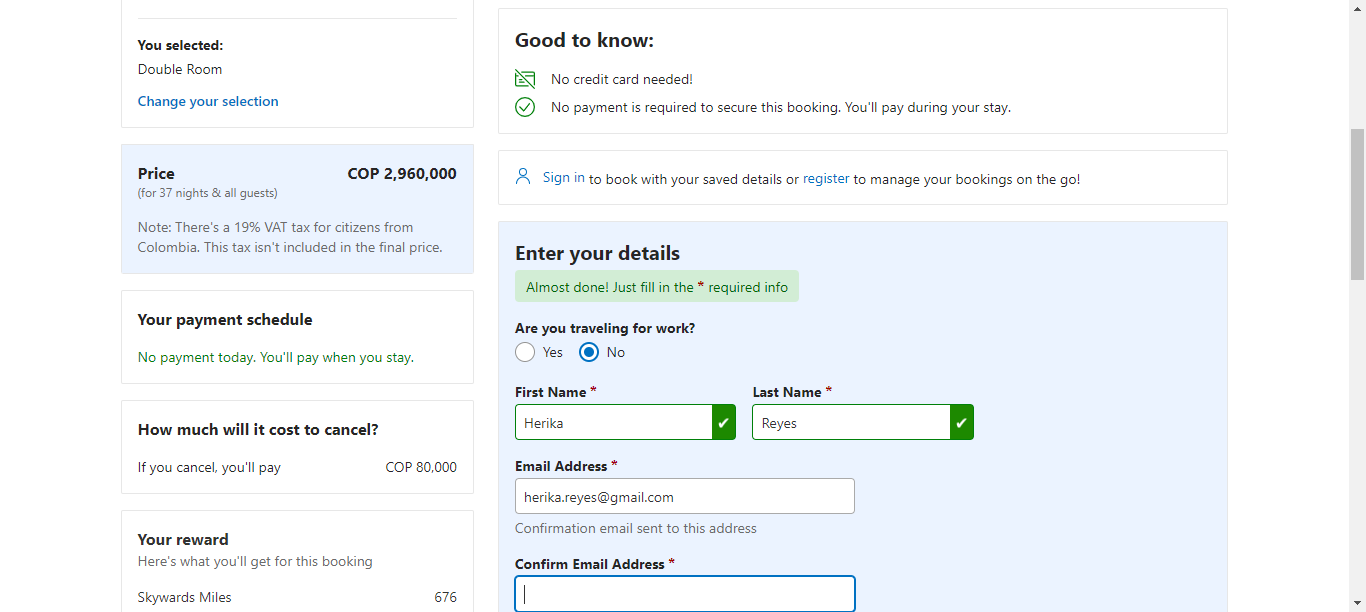 You selected:
Double Room
Change your selection
Price COP 2,960,000
(for 37 nights & all guests)
Note: There's a 19% VAT tax for citizens from
Colombia. This tax isn't included in the final price.
Your payment schedule
No payment today. You'll pay when you stay.
How much will it cost to cancel?
If you cancel, you'll pay COP 80,000
Your reward
Here's what you'll get for this booking
Skywards Miles 676
Good to know:
No credit card needed!
No payment is required to secure this booking. You'll pay during your stay.
Sign in to book with your saved details or register to manage your bookings on the go!
Enter your details
Almost done! Just fill in the * required info
Are you traveling for work?
Yes No
First Name * Last Name *
Herika Reyes
Email Address *
herika.reyes@gmail.com
Confirmation email sent to this address
Confirm Email Address *